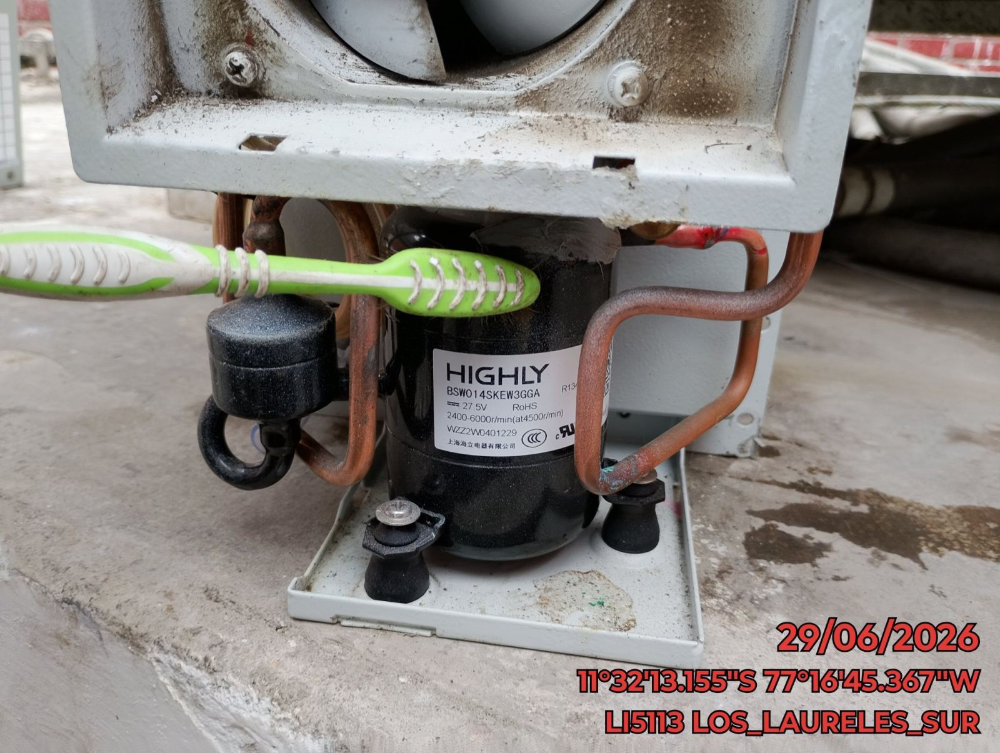 HIGHLY
BSW014SKEW3GGA
R134
27.5V RoHS
2400-6000r/min(at4500r/min)
WZZ2W0401229
上海海立电器有限公司
29/06/2026
11°32'13.155"S 77°16'45.367"W
LI5113 LOS_LAURELES_SUR